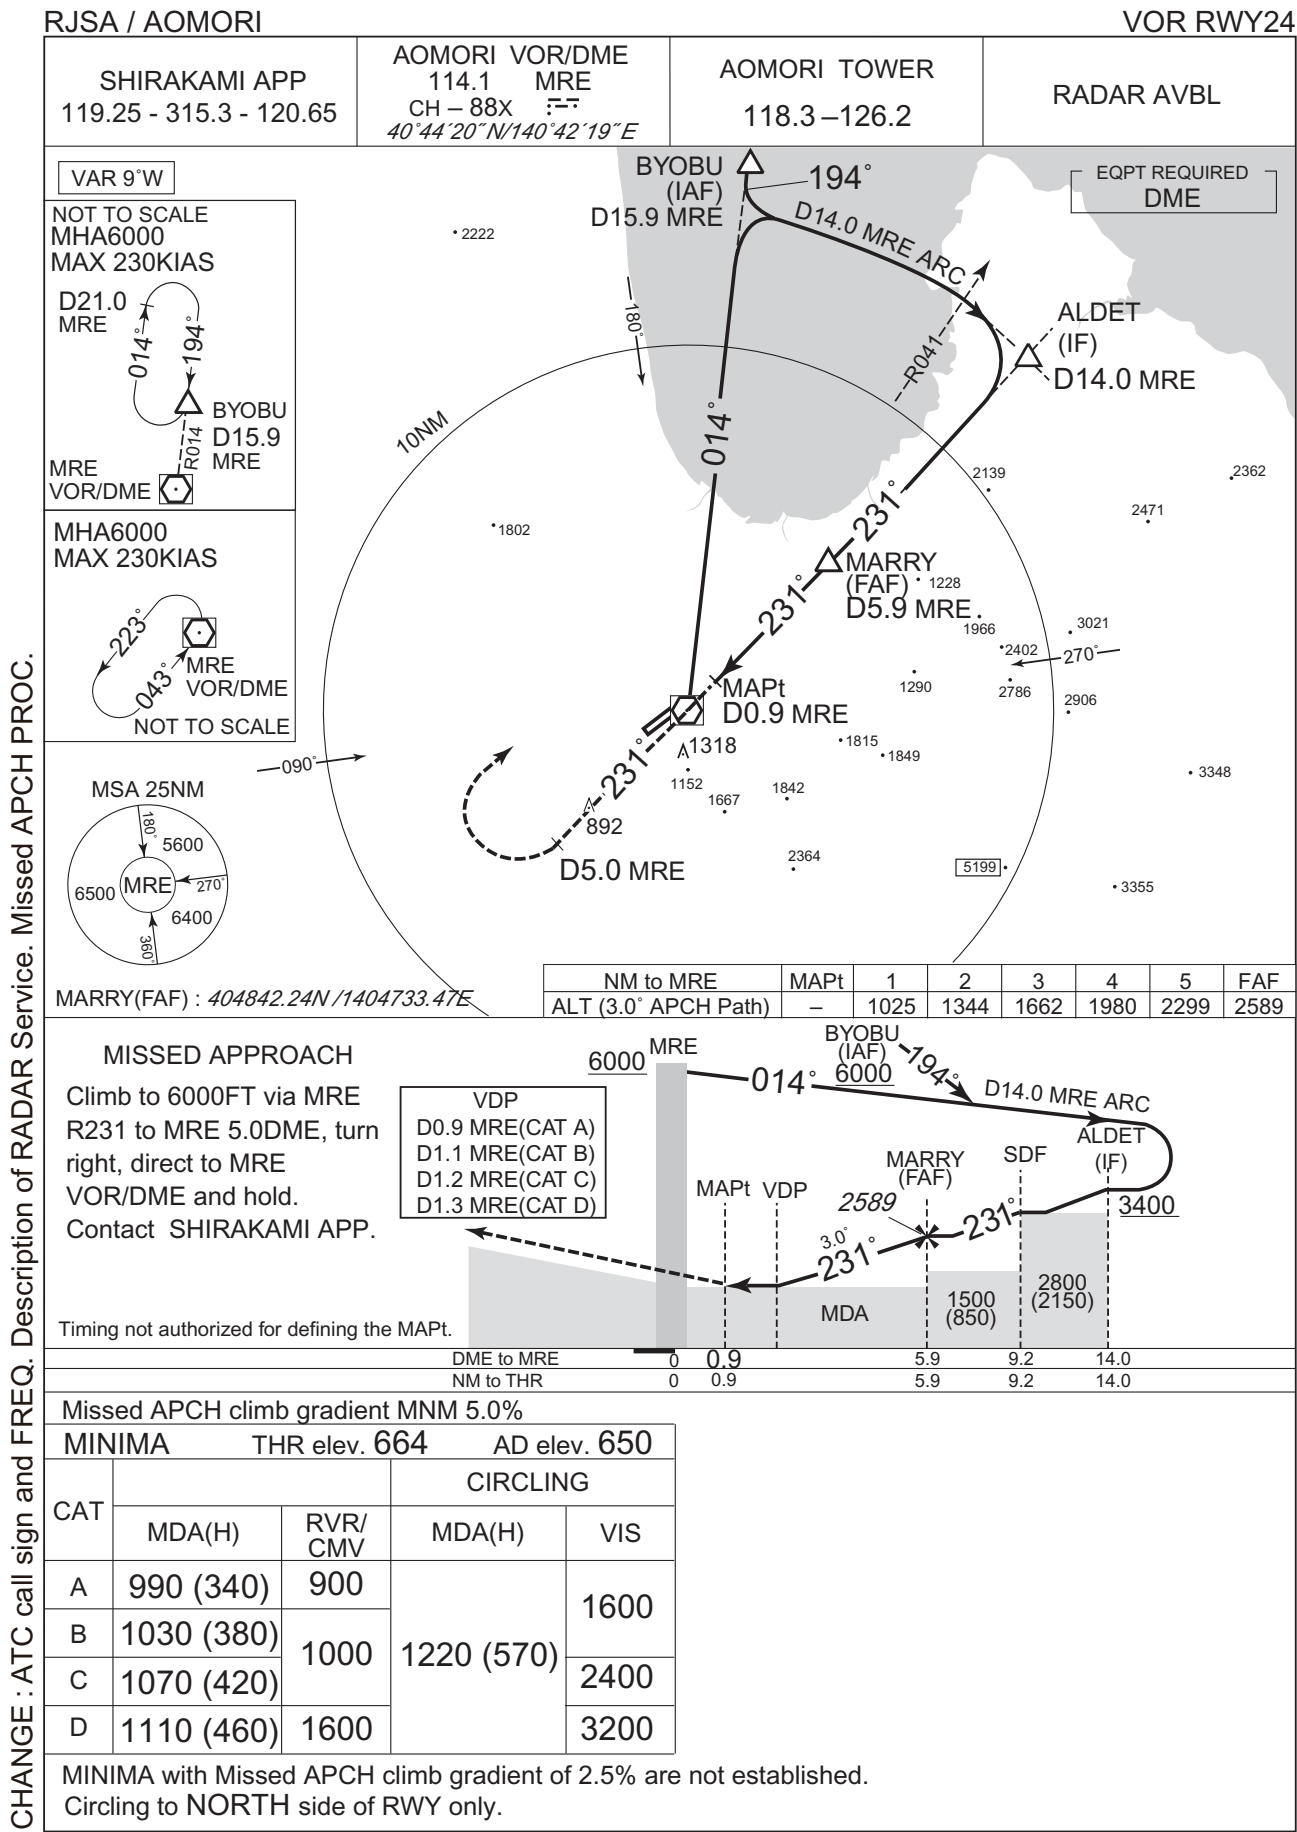 RJSA / AOMORI
VOR RWY24
SHIRAKAMI APP
119.25 - 315.3 - 120.65
AOMORI VOR/DME
114.1 MRE
CH – 88X
40°44´20˝N/140°42´19˝E
AOMORI TOWER
118.3 –126.2
RADAR AVBL
VAR 9°W
EQPT REQUIRED
DME
NOT TO SCALE
MHA6000
MAX 230KIAS
D21.0
MRE
014°
194°
BYOBU
D15.9
MRE
R014
MRE
VOR/DME
MHA6000
MAX 230KIAS
223°
043°
MRE
VOR/DME
NOT TO SCALE
BYOBU
(IAF)
D15.9 MRE
194°
D14.0 MRE ARC
2222
180°
R041
ALDET
(IF)
D14.0 MRE
10NM
014°
2139
2362
2471
231°
1802
MARRY
(FAF)
D5.9 MRE
1228
231°
1966
3021
2402
270°
2786
1290
2906
MAPt
D0.9 MRE
1318
1815
1849
090°
231°
1152
1667
1842
3348
892
D5.0 MRE
2364
5199
3355
MSA 25NM
180°
5600
MRE
270°
6500
6400
360°
MARRY(FAF) : 404842.24N /1404733.47E
NM to MRE MAPt 1 2 3 4 5 FAF
ALT (3.0° APCH Path) – 1025 1344 1662 1980 2299 2589
MISSED APPROACH
Climb to 6000FT via MRE
R231 to MRE 5.0DME, turn
right, direct to MRE
VOR/DME and hold.
Contact SHIRAKAMI APP.
VDP
D0.9 MRE(CAT A)
D1.1 MRE(CAT B)
D1.2 MRE(CAT C)
D1.3 MRE(CAT D)
6000
MRE
014°
BYOBU
(IAF)
6000
194°
D14.0 MRE ARC
ALDET
(IF)
3400
SDF
MARRY
(FAF)
2589
231°
MAPt
VDP
3.0°
231°
MDA
1500
(850)
2800
(2150)
Timing not authorized for defining the MAPt.
DME to MRE 0 0.9 5.9 9.2 14.0
NM to THR 0 0.9 5.9 9.2 14.0
Missed APCH climb gradient MNM 5.0%
MINIMA THR elev. 664 AD elev. 650
CIRCLING
CAT MDA(H) RVR/CMV MDA(H) VIS
A 990 (340) 900 1220 (570) 1600
B 1030 (380) 1000
C 1070 (420) 2400
D 1110 (460) 1600 3200
MINIMA with Missed APCH climb gradient of 2.5% are not established.
Circling to NORTH side of RWY only.
CHANGE : ATC call sign and FREQ. Description of RADAR Service. Missed APCH PROC.